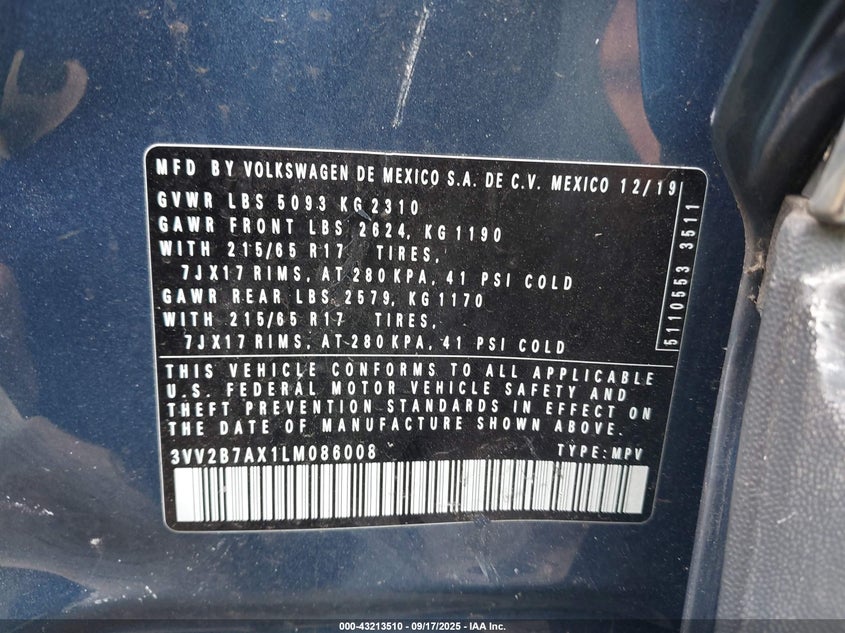 MFD BY VOLKSWAGEN DE MEXICO S.A. DE C.V. MEXICO 12/19
GVWR LBS 5093 KG 2310
GAWR FRONT LBS 2624, KG 1190
WITH 215/65 R17 TIRES,
7JX17 RIMS, AT 280 KPA, 41 PSI COLD
GAWR REAR LBS 2579, KG 1170
WITH 215/65 R17 TIRES,
7JX17 RIMS, AT 280 KPA, 41 PSI COLD
5110553 3511
THIS VEHICLE CONFORMS TO ALL APPLICABLE
U.S. FEDERAL MOTOR VEHICLE SAFETY AND
THEFT PREVENTION STANDARDS IN EFFECT ON
THE DATE OF MANUFACTURE SHOWN ABOVE.
3VV2B7AX1LM086008 TYPE: MPV
000-43213510 - 09/17/2025 - IAA Inc.